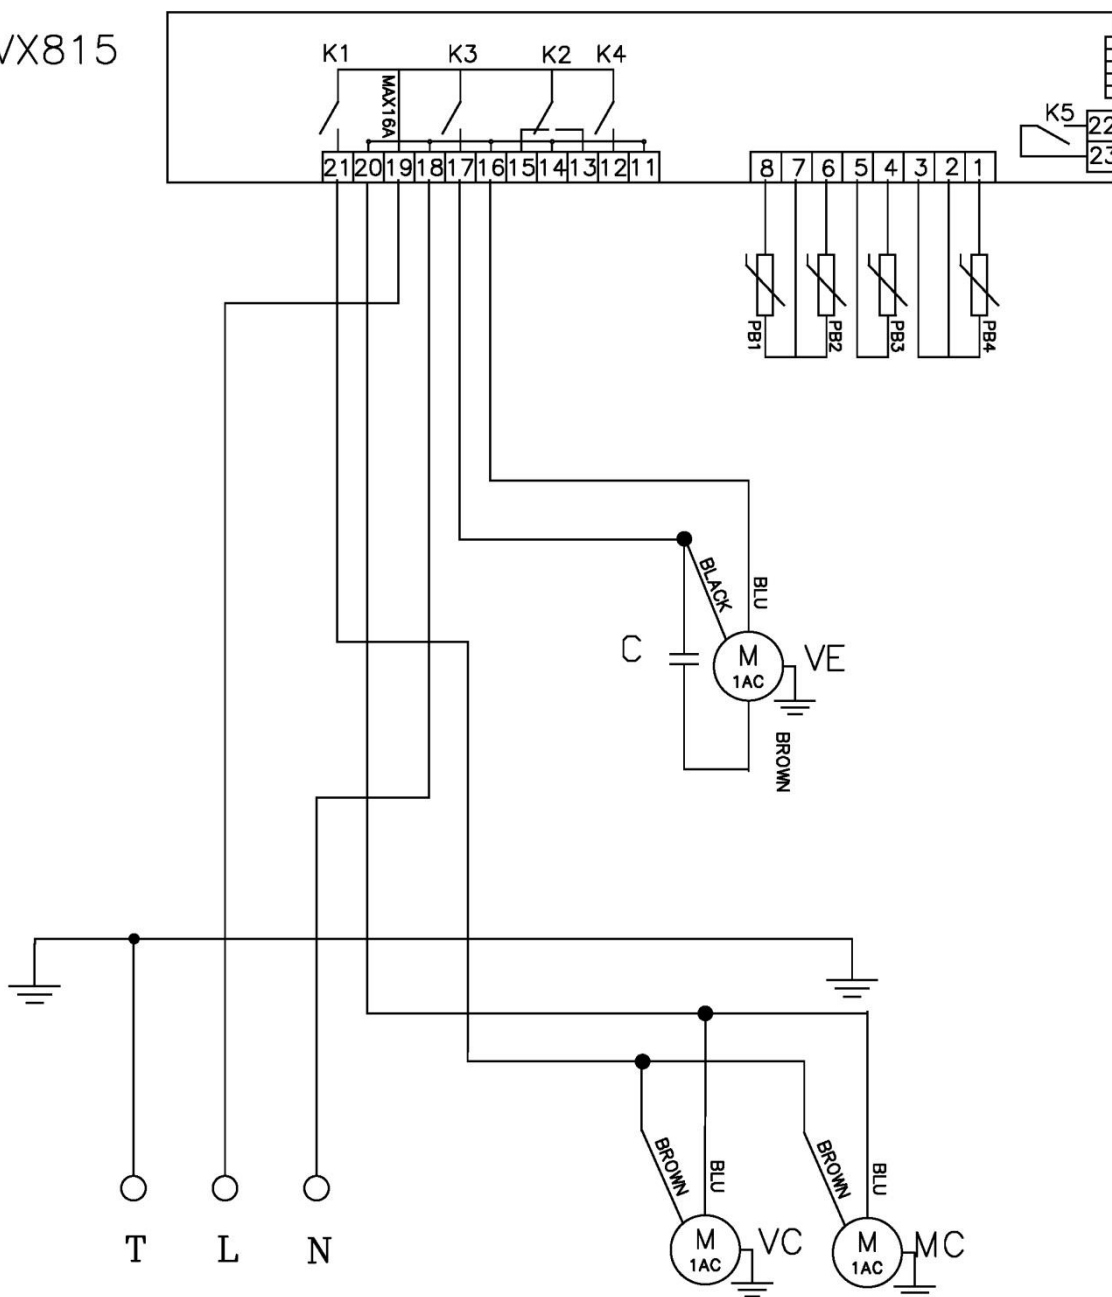 VX815
K1
K3
K2
K4
MAX16A
K5
21 20 19 18 17 16 15 14 13 12 11
8 7 6 5 4 3 2 1
22
23
PB1
PB2
PB3
PB4
BLACK
BLU
C
M
1AC
VE
BROWN
BROWN
BLU
BROWN
BLU
M
1AC
VC
M
1AC
MC
T L N